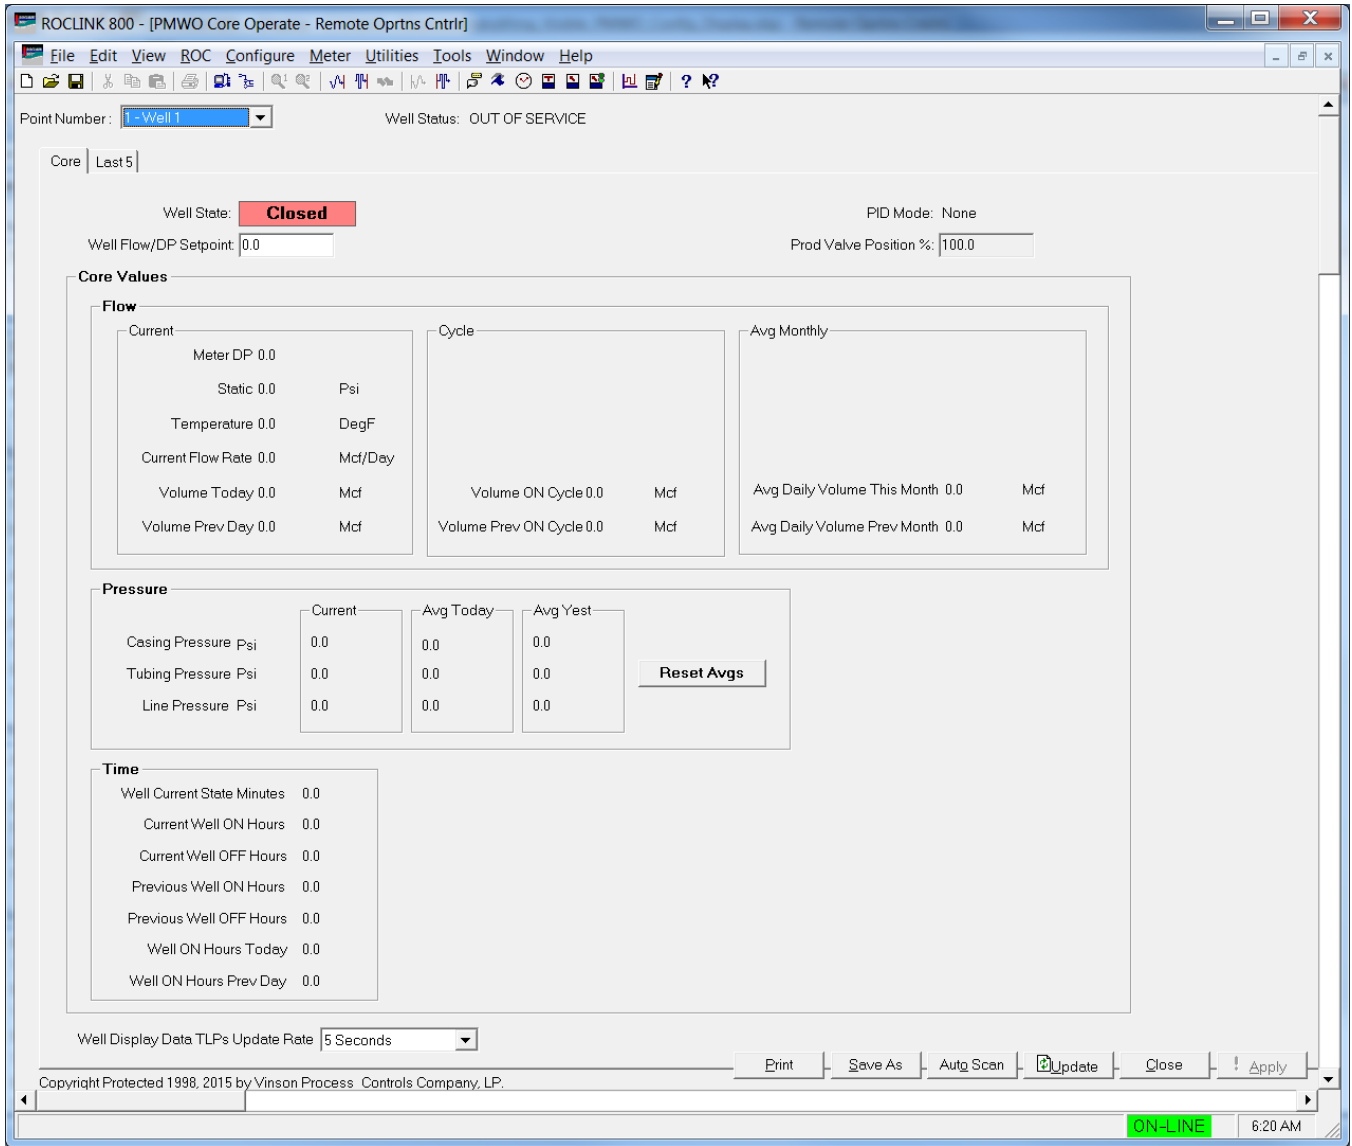 ROCLINK 800 - [PMWO Core Operate - Remote Oprtns Cntrlr]
File Edit View ROC Configure Meter Utilities Tools Window Help
Point Number: 1 - Well 1 Well Status: OUT OF SERVICE
Core Last 5
Well State: Closed PID Mode: None
Well Flow/DP Setpoint: 0.0 Prod Valve Position %: 100.0
Core Values
Flow
Current Cycle Avg Monthly
Meter DP 0.0
Static 0.0 Psi
Temperature 0.0 DegF
Current Flow Rate 0.0 Mcf/Day
Volume Today 0.0 Mcf Volume ON Cycle 0.0 Mcf Avg Daily Volume This Month 0.0 Mcf
Volume Prev Day 0.0 Mcf Volume Prev ON Cycle 0.0 Mcf Avg Daily Volume Prev Month 0.0 Mcf
Pressure
Current Avg Today Avg Yest
Casing Pressure Psi 0.0 0.0 0.0
Tubing Pressure Psi 0.0 0.0 0.0 Reset Avgs
Line Pressure Psi 0.0 0.0 0.0
Time
Well Current State Minutes 0.0
Current Well ON Hours 0.0
Current Well OFF Hours 0.0
Previous Well ON Hours 0.0
Previous Well OFF Hours 0.0
Well ON Hours Today 0.0
Well ON Hours Prev Day 0.0
Well Display Data TLPs Update Rate 5 Seconds
Print Save As Auto Scan Update Close ! Apply
Copyright Protected 1998, 2015 by Vinson Process Controls Company, LP.
ON-LINE 6:20 AM